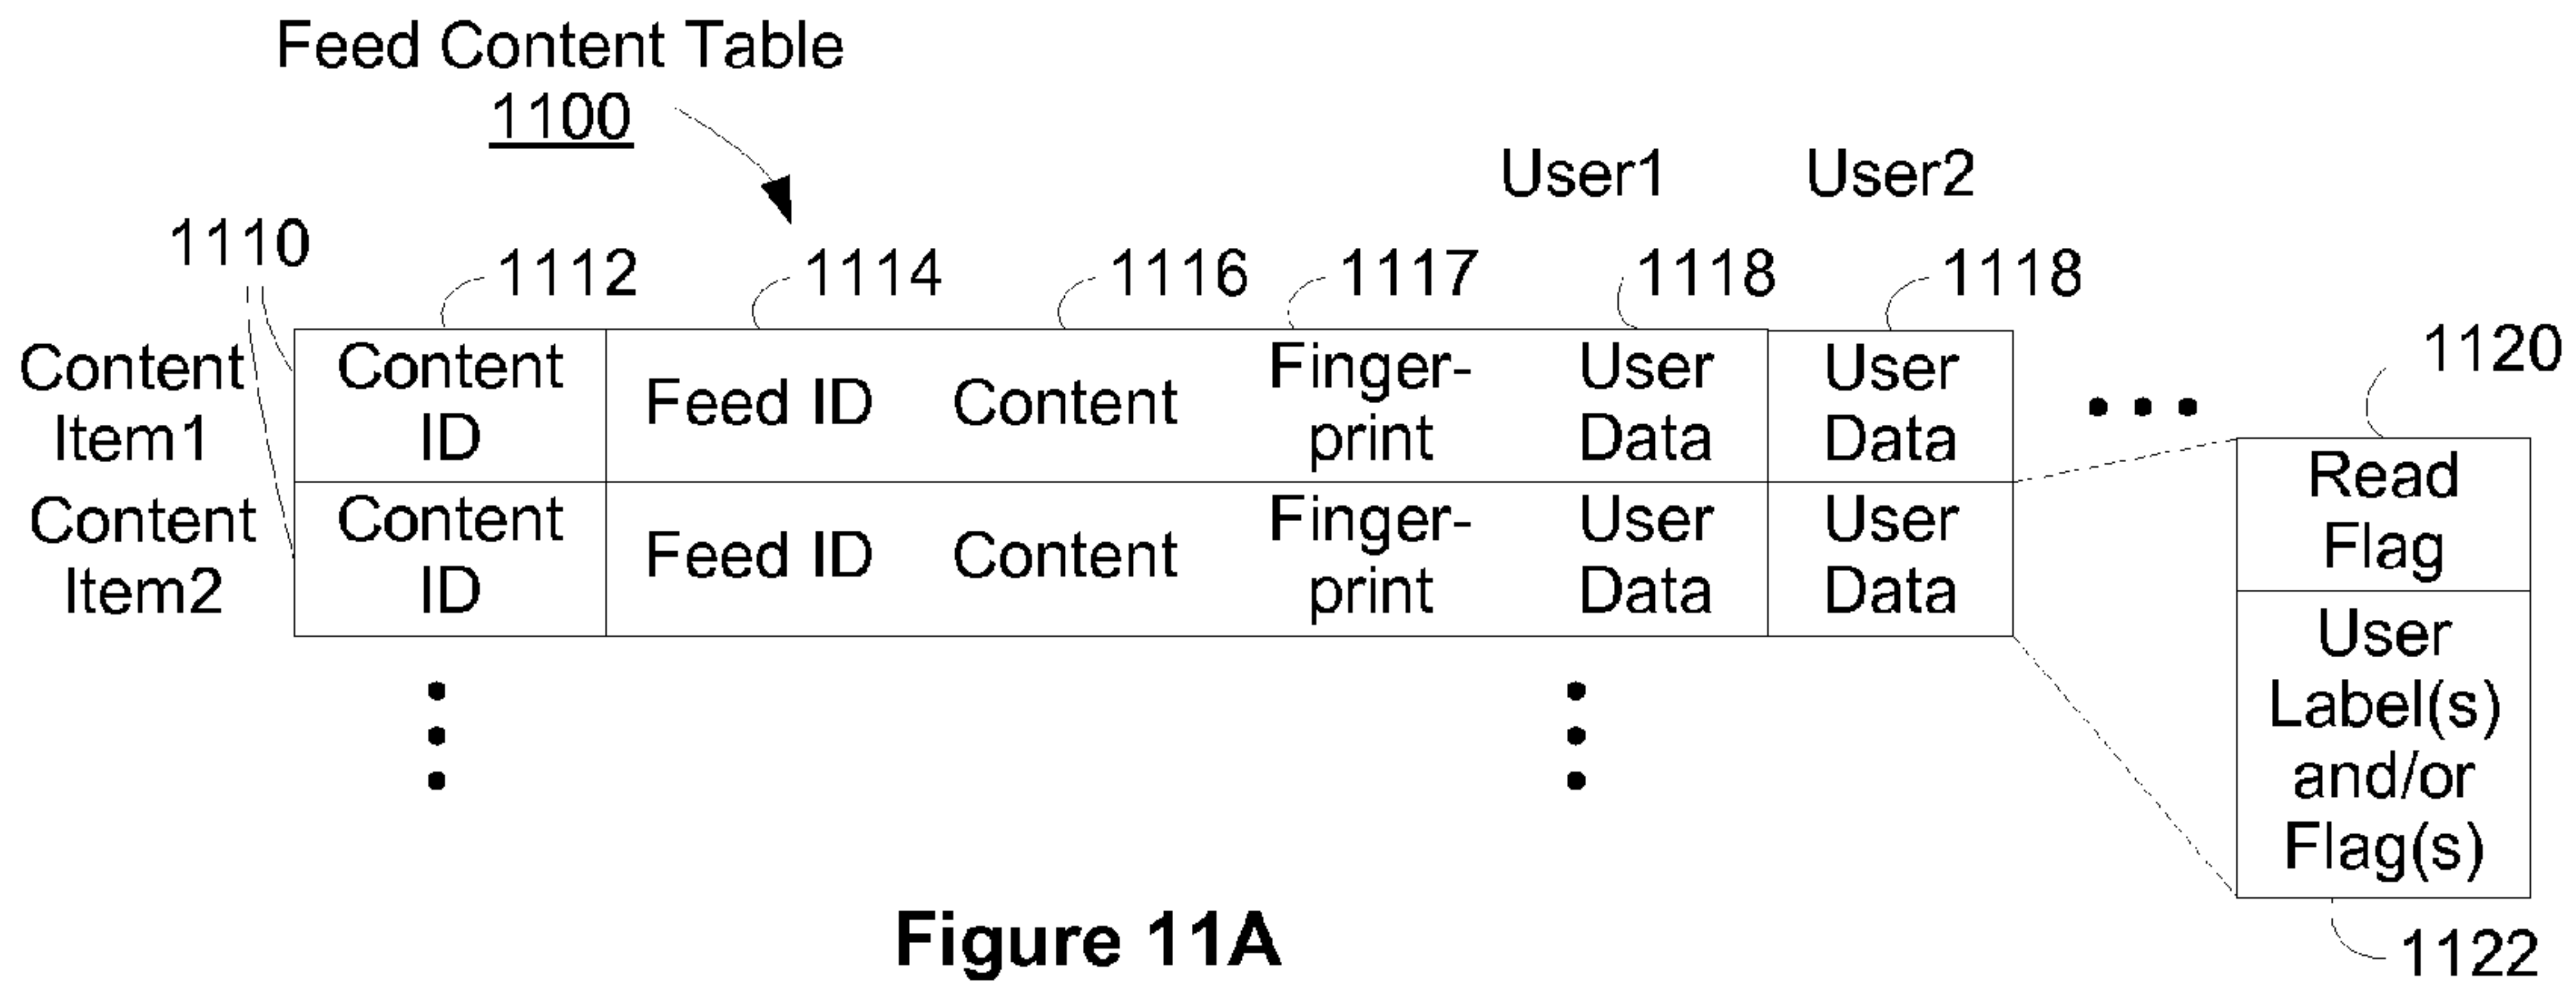 Feed Content Table
1100
User1 User2
1110 1112 1114 1116 1117 1118 1118
1120
Content Item1
Content ID
Feed ID
Content
Finger-print
User Data
User Data
Content Item2
Content ID
Feed ID
Content
Finger-print
User Data
User Data
Read
Flag
User
Label(s)
and/or
Flag(s)
1122
Figure 11A